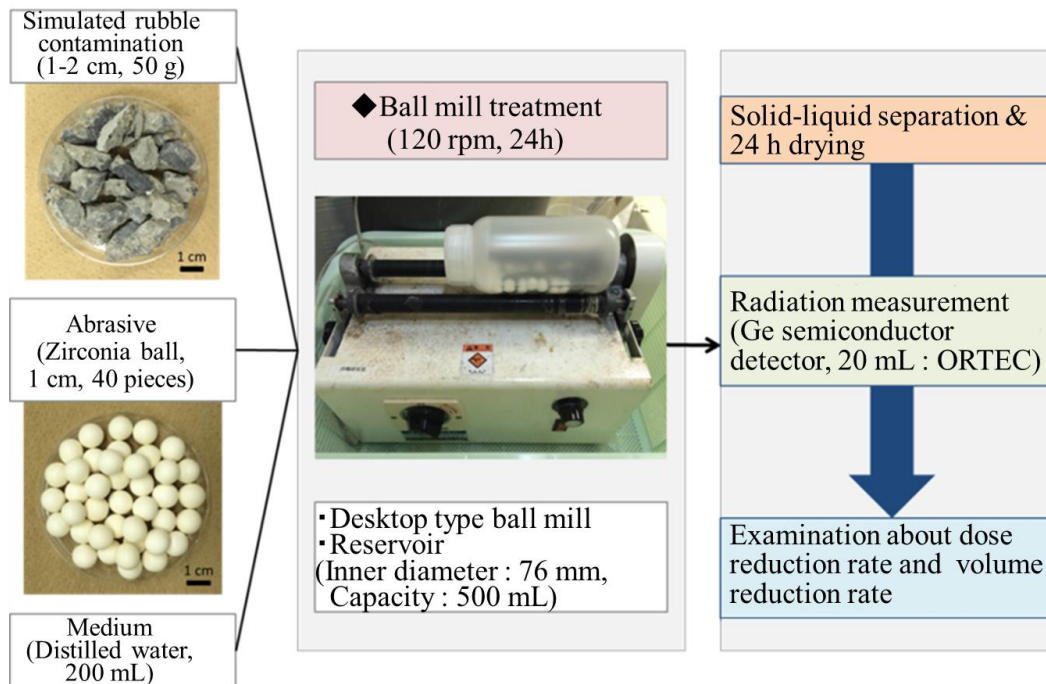 Simulated rubble
contamination
(1-2 cm, 50 g)
1 cm
Abrasive
(Zirconia ball,
1 cm, 40 pieces)
1 cm
Medium
(Distilled water,
200 mL)
◆Ball mill treatment
(120 rpm, 24h)
・Desktop type ball mill
・Reservoir
(Inner diameter : 76 mm,
Capacity : 500 mL)
Solid-liquid separation &
24 h drying
Radiation measurement
(Ge semiconductor
detector, 20 mL : ORTEC)
Examination about dose
reduction rate and volume
reduction rate